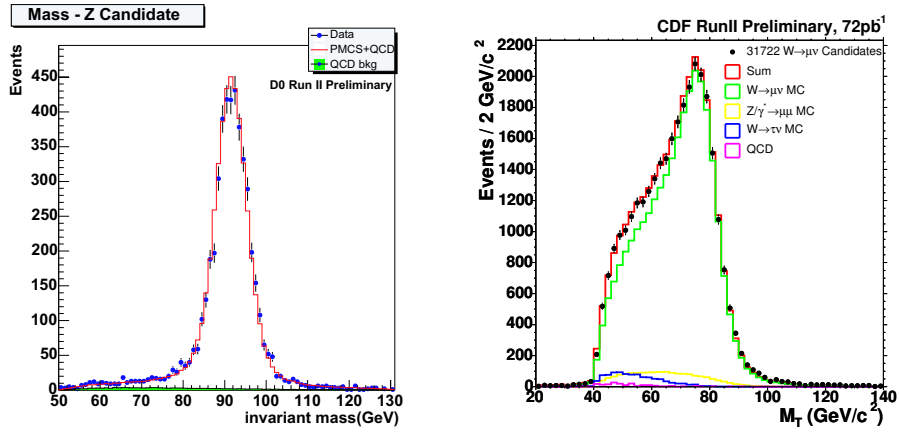 Mass - Z Candidate
Data
PMCS+QCD
QCD bkg
D0 Run II Preliminary
Events
450
400
350
300
250
200
150
100
50
0
50 60 70 80 90 100 110 120 130
invariant mass(GeV)
CDF RunII Preliminary, 72pb⁻¹
31722 W→μν Candidates
Sum
W→μν MC
Z/γ*→μμ MC
W→τν MC
QCD
Events / 2 GeV/c²
2200
2000
1800
1600
1400
1200
1000
800
600
400
200
0
20 40 60 80 100 120 140
M_T (GeV/c²)